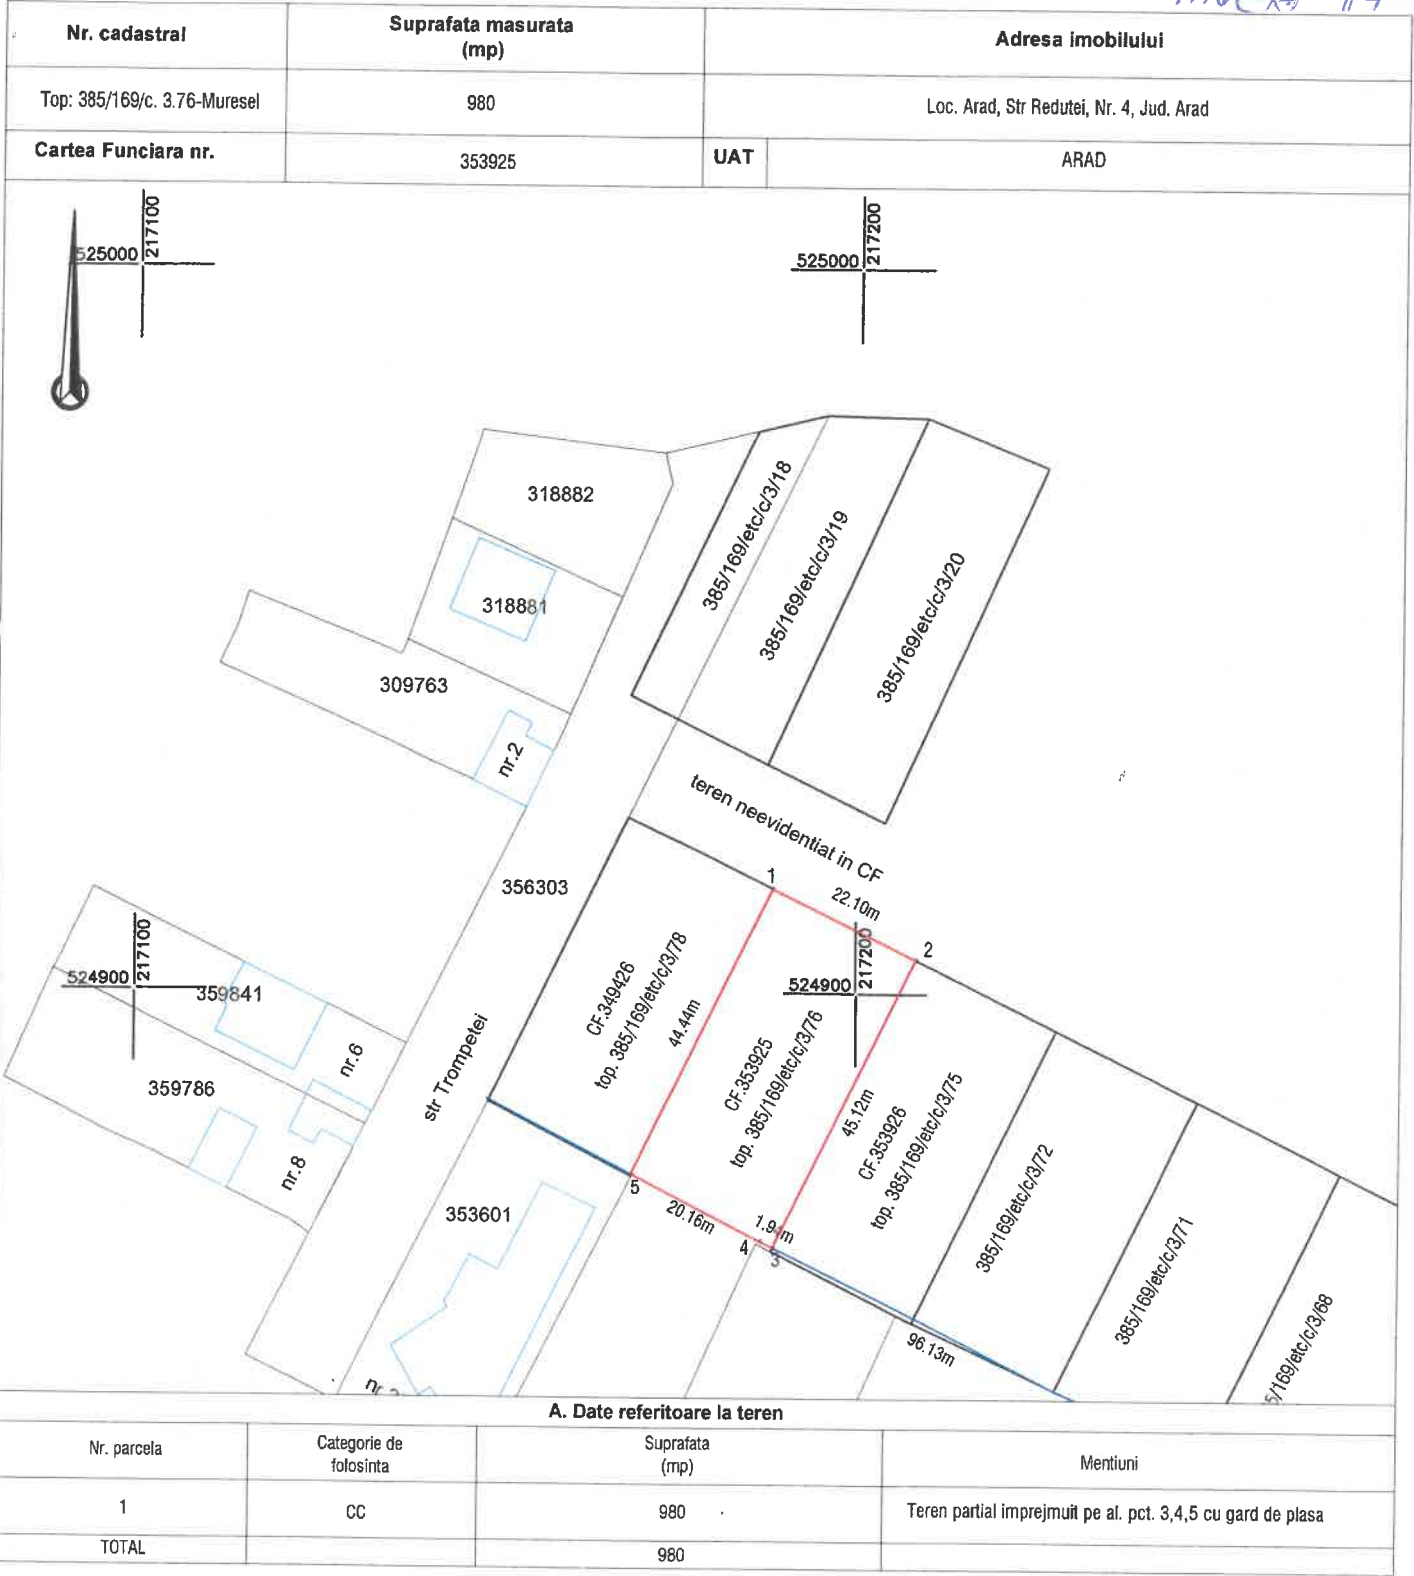 Nr. cadastral
Suprafata masurata
(mp)
Adresa imobilului
Top: 385/169/c. 3.76-Muresel
980
Loc. Arad, Str Redutei, Nr. 4, Jud. Arad
Cartea Funciara nr.
353925
UAT
ARAD
525000
217100
525000
217200
318882
385/169/etc/c/3/18
385/169/etc/c/3/19
385/169/etc/c/3/20
318881
309763
nr.2
teren neevidentiat in CF
356303
1
22.10m
2
524900
217100
359841
524900
217200
CF.349426
top. 385/169/etc/c/3/78
44.44m
CF.353925
top. 385/169/etc/c/3/76
45.12m
CF.353926
top. 385/169/etc/c/3/75
str Trompetei
nr.6
359786
nr.8
385/169/etc/c/3/72
385/169/etc/c/3/71
5/169/etc/c/3/68
353601
5
20.16m
1.94m
4
3
96.13m
A. Date referitoare la teren
Nr. parcela
Categorie de
folosinta
Suprafata
(mp)
Mentiuni
1
CC
980
Teren partial imprejmuit pe al. pct. 3,4,5 cu gard de plasa
TOTAL
980